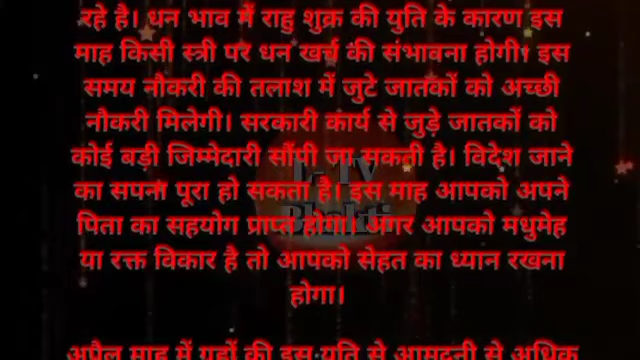 रहे है। धन भाव में राहु शुक्र की युति के कारण इस
माह किसी स्त्री पर धन खर्च की संभावना होगी। इस
समय नौकरी की तलाश में जुटे जातकों को अच्छी
नौकरी मिलेगी। सरकारी कार्य से जुड़े जातकों को
कोई बड़ी जिम्मेदारी सौंपी जा सकती है। विदेश जाने
का सपना पूरा हो सकता है। इस माह आपको अपने
पिता का सहयोग प्राप्त होगा। अगर आपको मधुमेह
या रक्त विकार है तो आपको सेहत का ध्यान रखना
होगा।
अप्रैल माह में ग्रहों की इस युति से आमदनी से अधिक